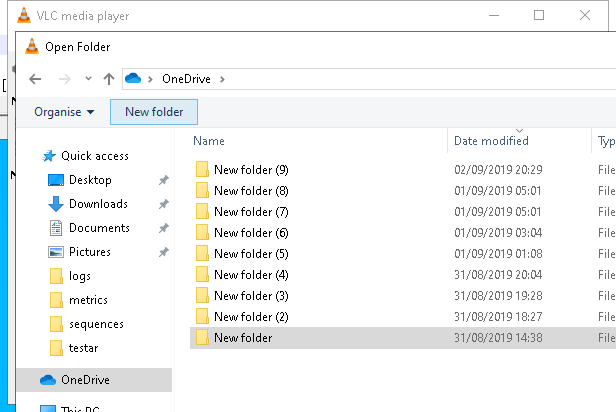 VLC media player
Open Folder
OneDrive
Organise
New folder
Name
Date modified
Typ
Quick access
Desktop
Downloads
Documents
Pictures
logs
metrics
sequences
testar
OneDrive
This PC
New folder (9) 02/09/2019 20:29 File
New folder (8) 01/09/2019 05:01 File
New folder (7) 01/09/2019 05:01 File
New folder (6) 01/09/2019 03:04 File
New folder (5) 01/09/2019 01:08 File
New folder (4) 31/08/2019 20:04 File
New folder (3) 31/08/2019 19:28 File
New folder (2) 31/08/2019 18:27 File
New folder 31/08/2019 14:38 File